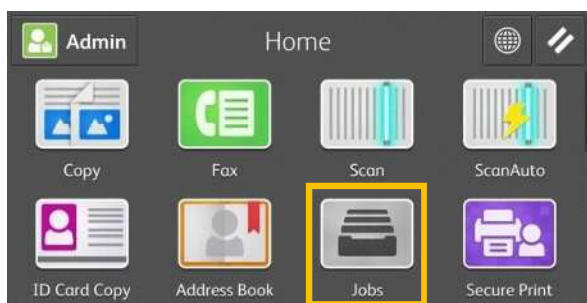 Admin
Home
Copy
Fax
Scan
ScanAuto
ID Card Copy
Address Book
Jobs
Secure Print